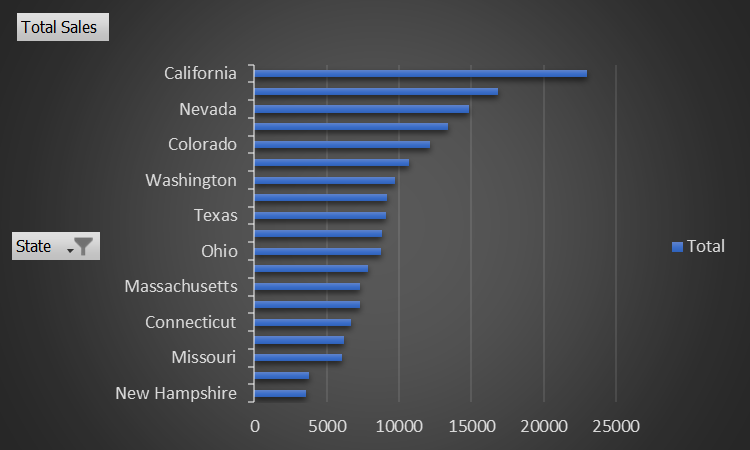 Total Sales
California
Nevada
Colorado
Washington
Texas
State
Ohio
Total
Massachusetts
Connecticut
Missouri
New Hampshire
0 5000 10000 15000 20000 25000